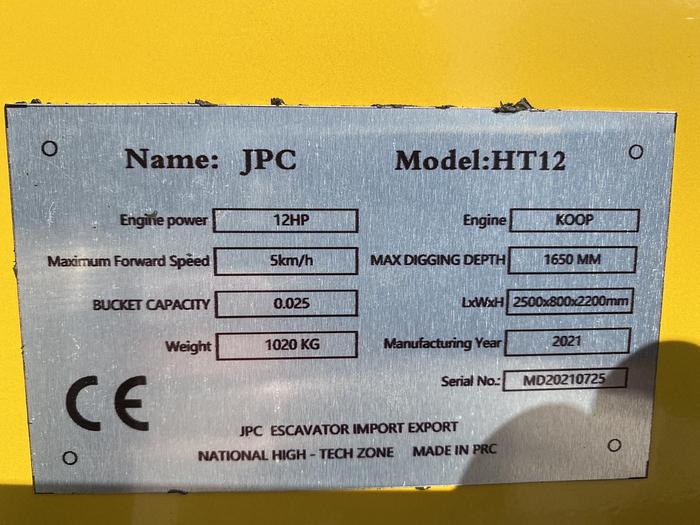 Name: JPC Model:HT12
Engine power 12HP Engine KOOP
Maximum Forward Speed 5km/h MAX DIGGING DEPTH 1650 MM
BUCKET CAPACITY 0.025 LxWxH 2500x800x2200mm
Weight 1020 KG Manufacturing Year 2021
Serial No.: MD20210725
CE
JPC ESCAVATOR IMPORT EXPORT
NATIONAL HIGH - TECH ZONE MADE IN PRC